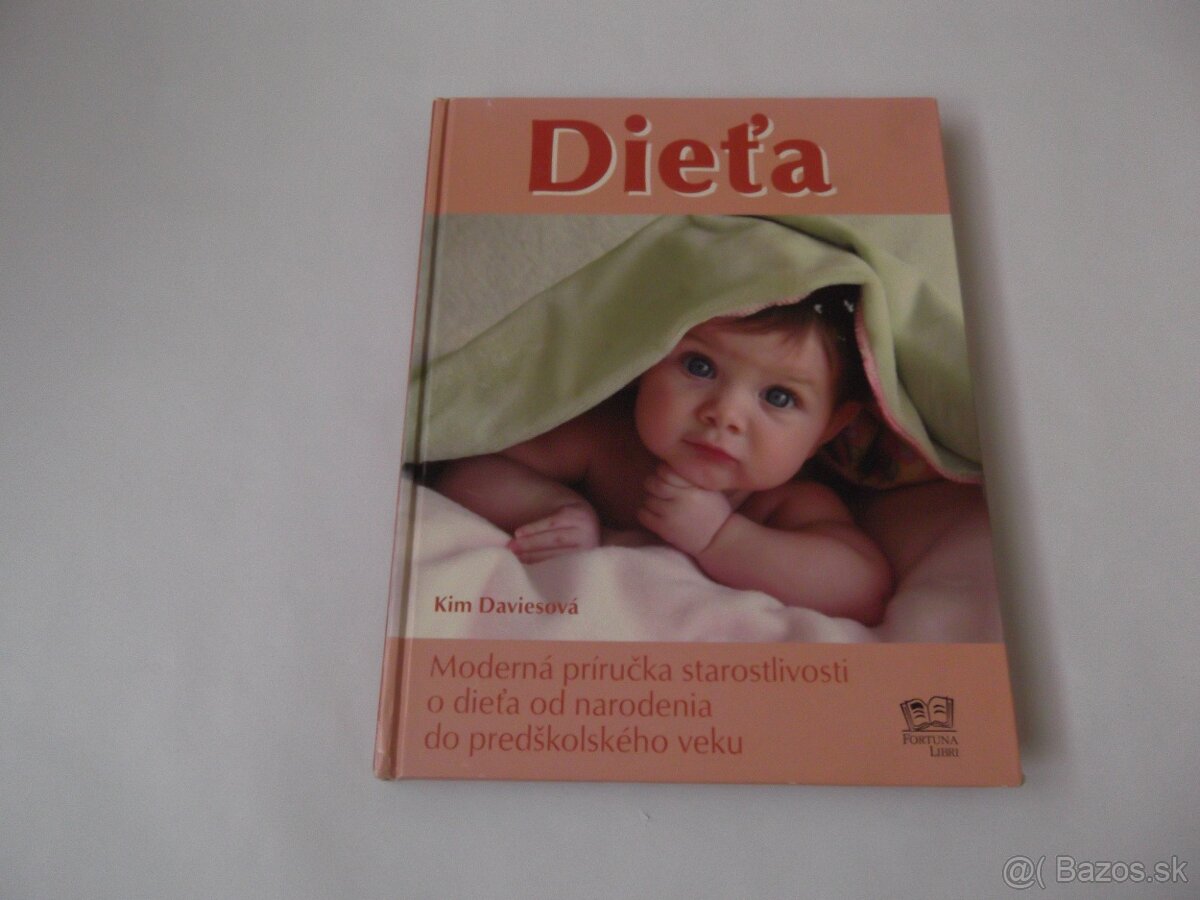 Dieťa
Kim Daviesová
Moderná príručka starostlivosti
o dieťa od narodenia
do predškolského veku
FORTUNA
LIBRI
@( Bazos.sk